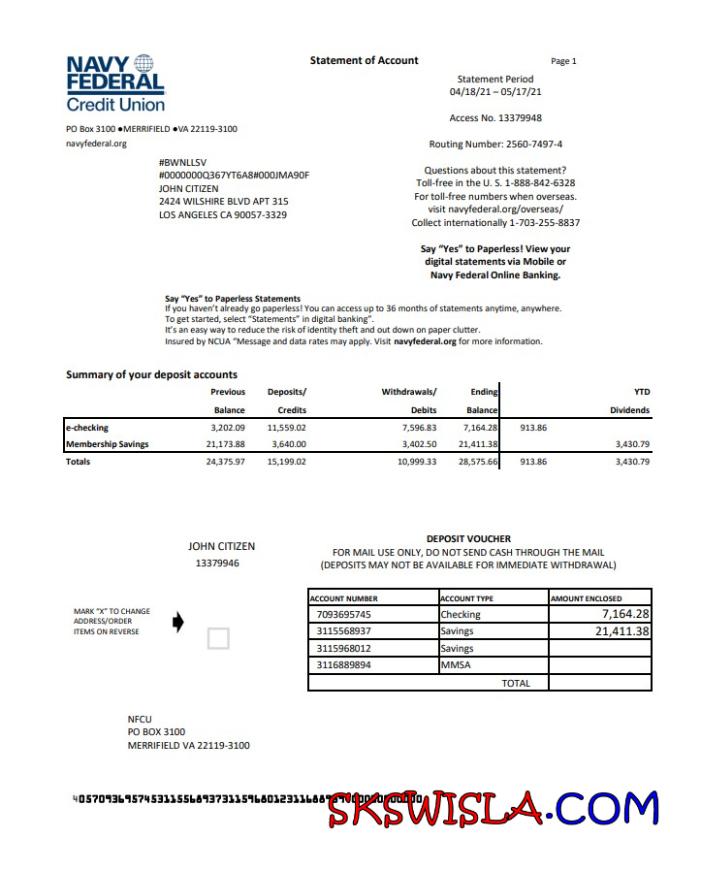 NAVY
FEDERAL
Credit Union
Statement of Account
Page 1
Statement Period
04/18/21 – 05/17/21
Access No. 13379948
Routing Number: 2560-7497-4
PO Box 3100 ●MERRIFIELD ●VA 22119-3100
navyfederal.org
#BWNLLSV
#0000000Q367YT6A8#000JMA90F
JOHN CITIZEN
2424 WILSHIRE BLVD APT 315
LOS ANGELES CA 90057-3329
Questions about this statement?
Toll-free in the U. S. 1-888-842-6328
For toll-free numbers when overseas.
visit navyfederal.org/overseas/
Collect internationally 1-703-255-8837
Say "Yes" to Paperless! View your
digital statements via Mobile or
Navy Federal Online Banking.
Say "Yes" to Paperless Statements
If you haven't already go paperless! You can access up to 36 months of statements anytime, anywhere.
To get started, select "Statements" in digital banking".
It's an easy way to reduce the risk of identity theft and out down on paper clutter.
Insured by NCUA "Message and data rates may apply. Visit navyfederal.org for more information.
Summary of your deposit accounts
Previous Deposits/ Withdrawals/ Ending YTD
Balance Credits Debits Balance Dividends
e-checking 3,202.09 11,559.02 7,596.83 7,164.28 913.86
Membership Savings 21,173.88 3,640.00 3,402.50 21,411.38 3,430.79
Totals 24,375.97 15,199.02 10,999.33 28,575.66 913.86 3,430.79
JOHN CITIZEN
13379946
DEPOSIT VOUCHER
FOR MAIL USE ONLY, DO NOT SEND CASH THROUGH THE MAIL
(DEPOSITS MAY NOT BE AVAILABLE FOR IMMEDIATE WITHDRAWAL)
MARK "X" TO CHANGE
ADDRESS/ORDER
ITEMS ON REVERSE
ACCOUNT NUMBER ACCOUNT TYPE AMOUNT ENCLOSED
7093695745 Checking 7,164.28
3115568937 Savings 21,411.38
3115968012 Savings
3116889894 MMSA
TOTAL
NFCU
PO BOX 3100
MERRIFIELD VA 22119-3100
SKSWISLA.COM